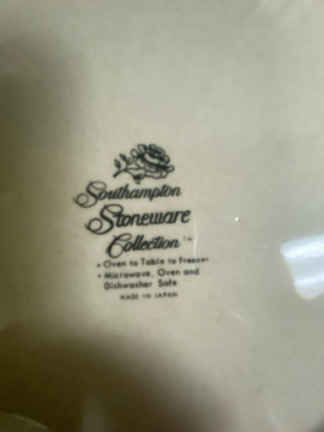 Southampton
Stoneware
Collection™
• Oven to Table to Freezer
• Microwave, Oven and
Dishwasher Safe
MADE IN JAPAN